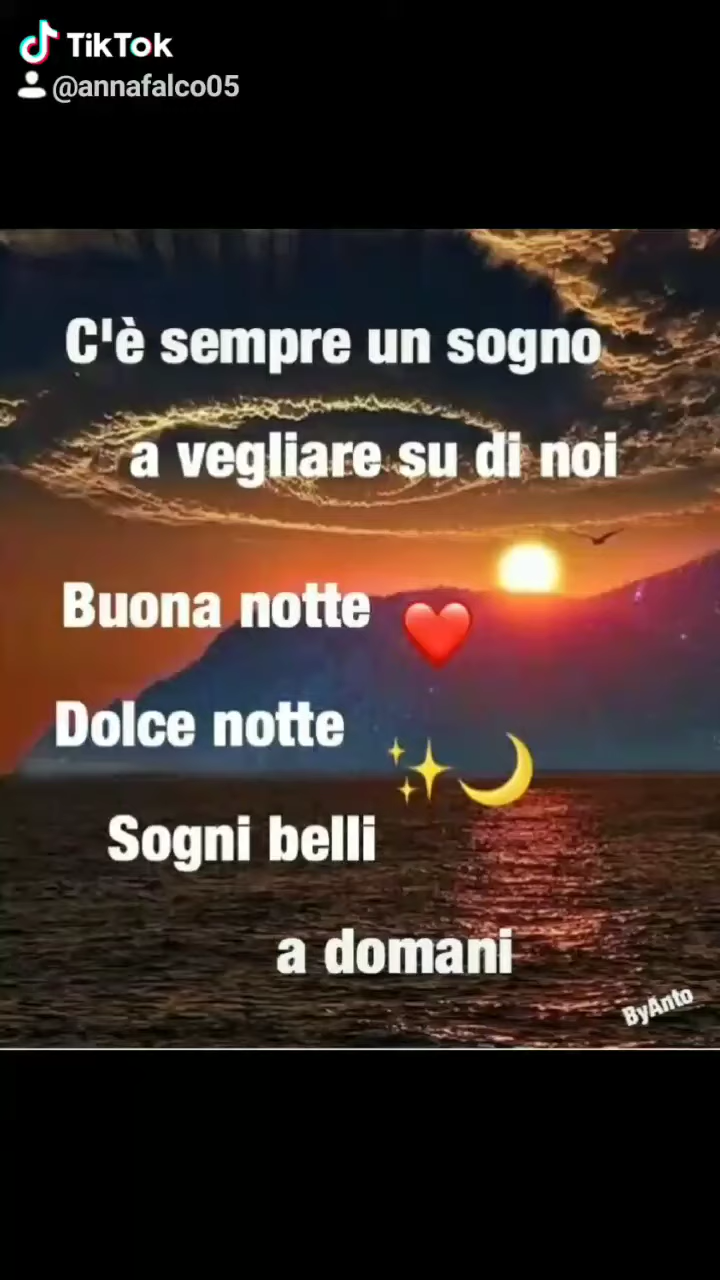 TikTok
@annafalco05
C'è sempre un sogno
a vegliare su di noi
Buona notte
Dolce notte
Sogni belli
a domani
ByAnto